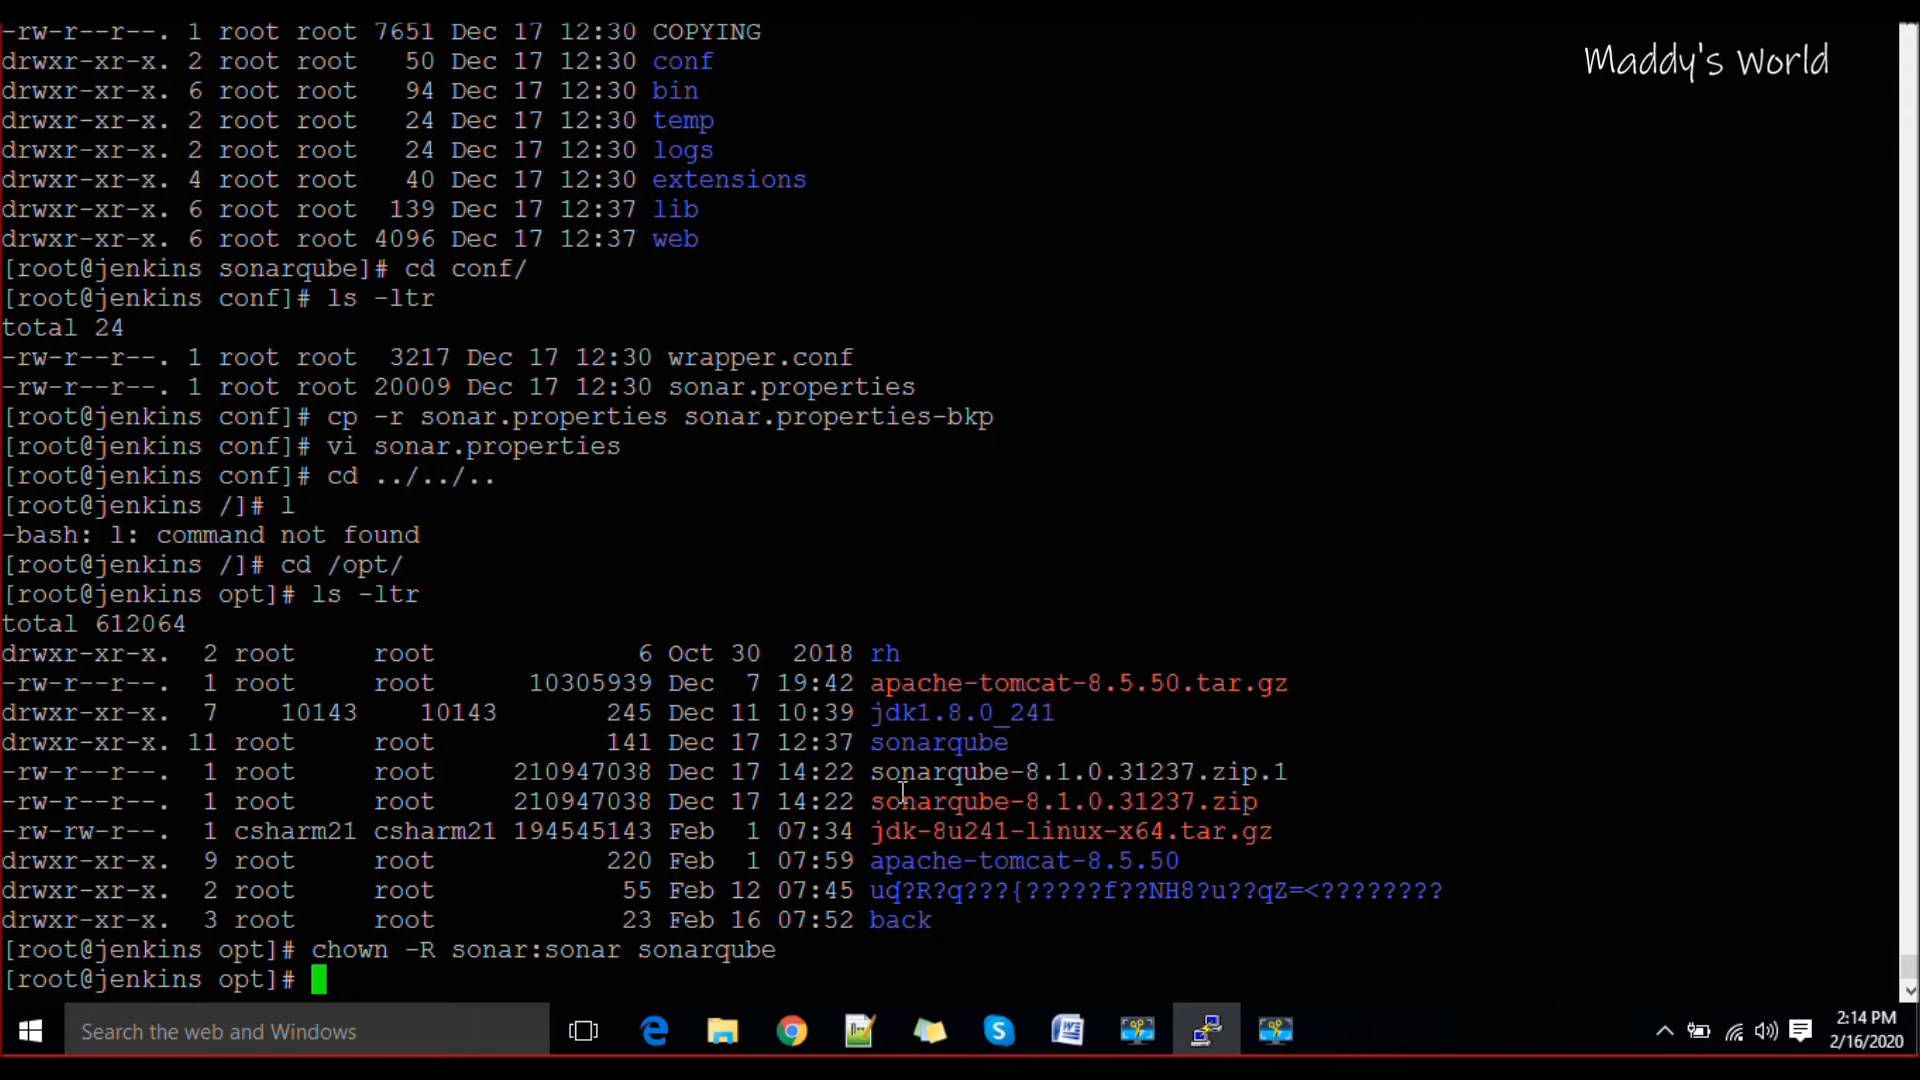 -rw-r--r--. 1 root root 7651 Dec 17 12:30 COPYING
Maddy's World
drwxr-xr-x. 2 root root   50 Dec 17 12:30 conf
drwxr-xr-x. 6 root root   94 Dec 17 12:30 bin
drwxr-xr-x. 2 root root   24 Dec 17 12:30 temp
drwxr-xr-x. 2 root root   24 Dec 17 12:30 logs
drwxr-xr-x. 4 root root   40 Dec 17 12:30 extensions
drwxr-xr-x. 6 root root  139 Dec 17 12:37 lib
drwxr-xr-x. 6 root root 4096 Dec 17 12:37 web
[root@jenkins sonarqube]# cd conf/
[root@jenkins conf]# ls -ltr
total 24
-rw-r--r--. 1 root root  3217 Dec 17 12:30 wrapper.conf
-rw-r--r--. 1 root root 20009 Dec 17 12:30 sonar.properties
[root@jenkins conf]# cp -r sonar.properties sonar.properties-bkp
[root@jenkins conf]# vi sonar.properties
[root@jenkins conf]# cd ../../..
[root@jenkins /]# l
-bash: l: command not found
[root@jenkins /]# cd /opt/
[root@jenkins opt]# ls -ltr
total 612064
drwxr-xr-x.  2 root     root             6 Oct 30  2018 rh
-rw-r--r--.  1 root     root      10305939 Dec  7 19:42 apache-tomcat-8.5.50.tar.gz
drwxr-xr-x.  7    10143    10143       245 Dec 11 10:39 jdk1.8.0_241
drwxr-xr-x. 11 root     root           141 Dec 17 12:37 sonarqube
-rw-r--r--.  1 root     root     210947038 Dec 17 14:22 sonarqube-8.1.0.31237.zip.1
-rw-r--r--.  1 root     root     210947038 Dec 17 14:22 sonarqube-8.1.0.31237.zip
-rw-rw-r--.  1 csharm21 csharm21 194545143 Feb  1 07:34 jdk-8u241-linux-x64.tar.gz
drwxr-xr-x.  9 root     root           220 Feb  1 07:59 apache-tomcat-8.5.50
drwxr-xr-x.  2 root     root            55 Feb 12 07:45 uq?R?q???{?????f??NH8?u??qZ=<????????
drwxr-xr-x.  3 root     root            23 Feb 16 07:52 back
[root@jenkins opt]# chown -R sonar:sonar sonarqube
[root@jenkins opt]#
Search the web and Windows
2:14 PM
2/16/2020